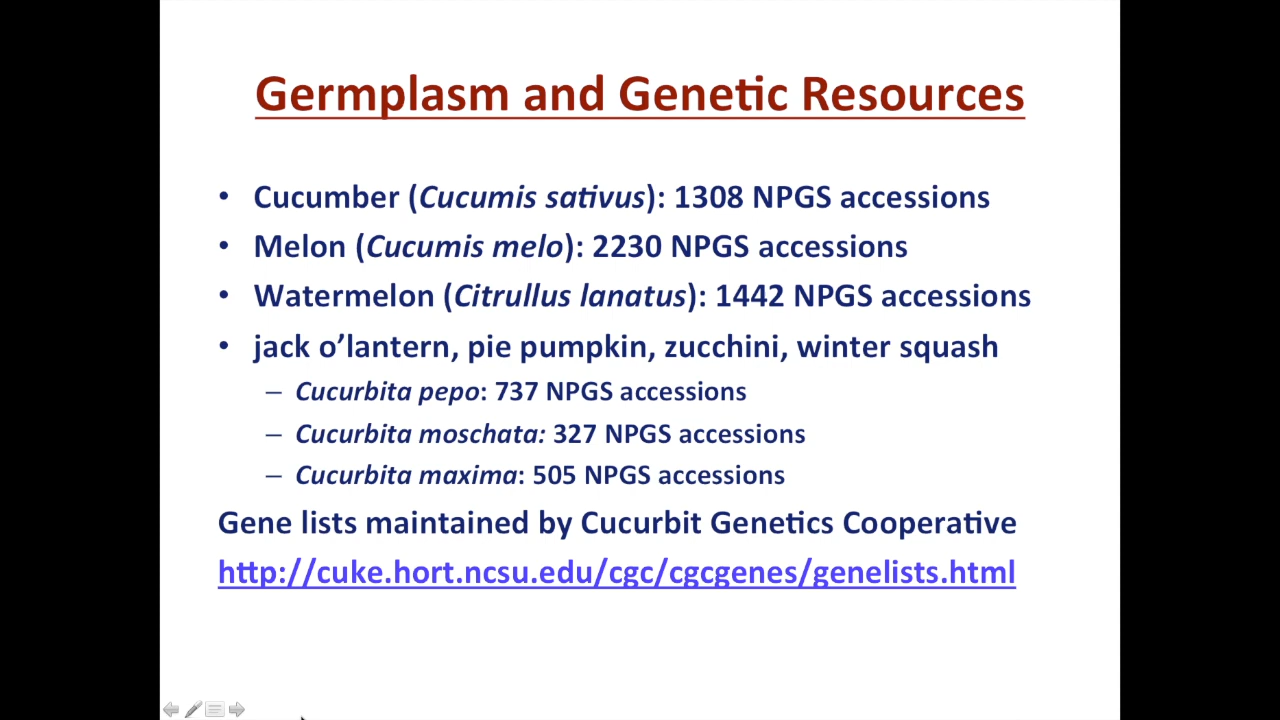 Germplasm and Genetic Resources
• Cucumber (Cucumis sativus): 1308 NPGS accessions
• Melon (Cucumis melo): 2230 NPGS accessions
• Watermelon (Citrullus lanatus): 1442 NPGS accessions
• jack o’lantern, pie pumpkin, zucchini, winter squash
– Cucurbita pepo: 737 NPGS accessions
– Cucurbita moschata: 327 NPGS accessions
– Cucurbita maxima: 505 NPGS accessions
Gene lists maintained by Cucurbit Genetics Cooperative
http://cuke.hort.ncsu.edu/cgc/cgcgenes/genelists.html